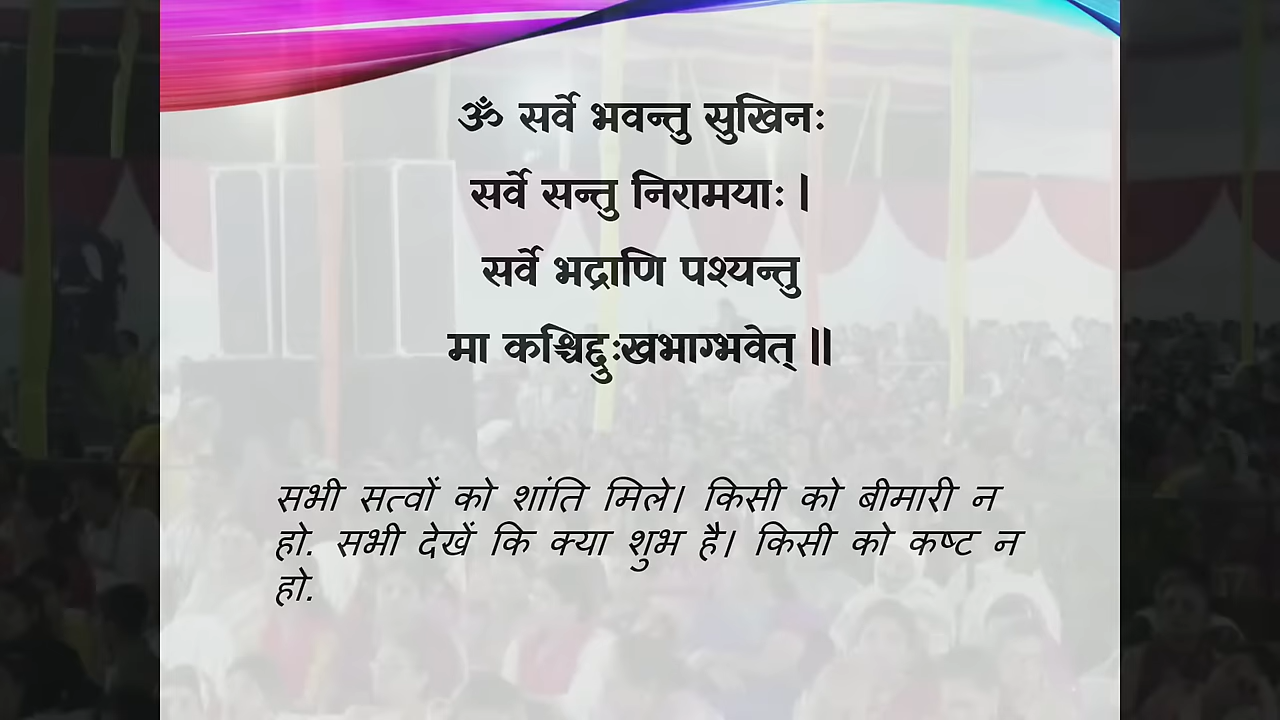 ॐ सर्वे भवन्तु सुखिनः
सर्वे सन्तु निरामयाः |
सर्वे भद्राणि पश्यन्तु
मा कश्चिद्दुःखभाग्भवेत् ||
सभी सत्वों को शांति मिले। किसी को बीमारी न
हो. सभी देखें कि क्या शुभ है। किसी को कष्ट न
हो.